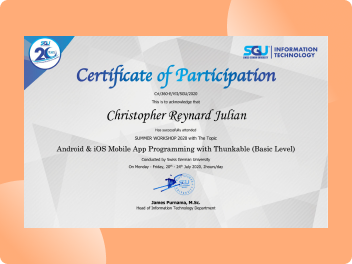 SGU
20
SGU
INFORMATION
TECHNOLOGY
Certificate of Participation
This is to acknowledge that
Christopher Reynard Julian
Has successfully attended
SUMMER WORKSHOP 2020 with The Topic
Android & iOS Mobile App Programming with Thunkable (Basic Level)
Conducted by Swiss German University
On Monday - Friday, 20th - 24th July 2020, 2hours/day
James Purnama, M.Sc.
Head of Information Technology Department